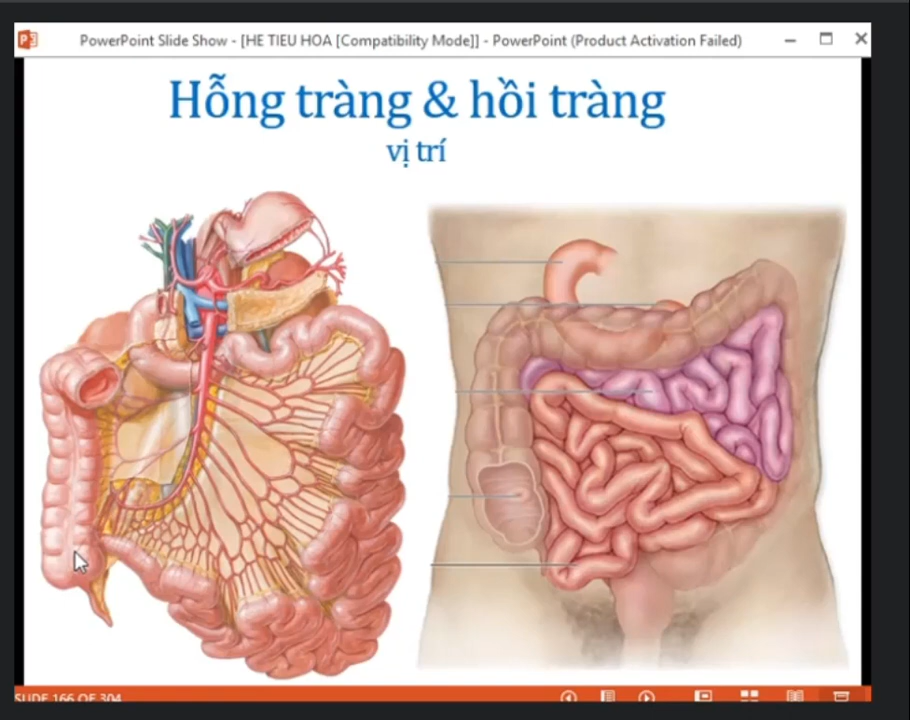 PowerPoint Slide Show - [HE TIEU HOA [Compatibility Mode]] - PowerPoint (Product Activation Failed)
Hỗng tràng & hồi tràng
vị trí
SLIDE 166 OF 304